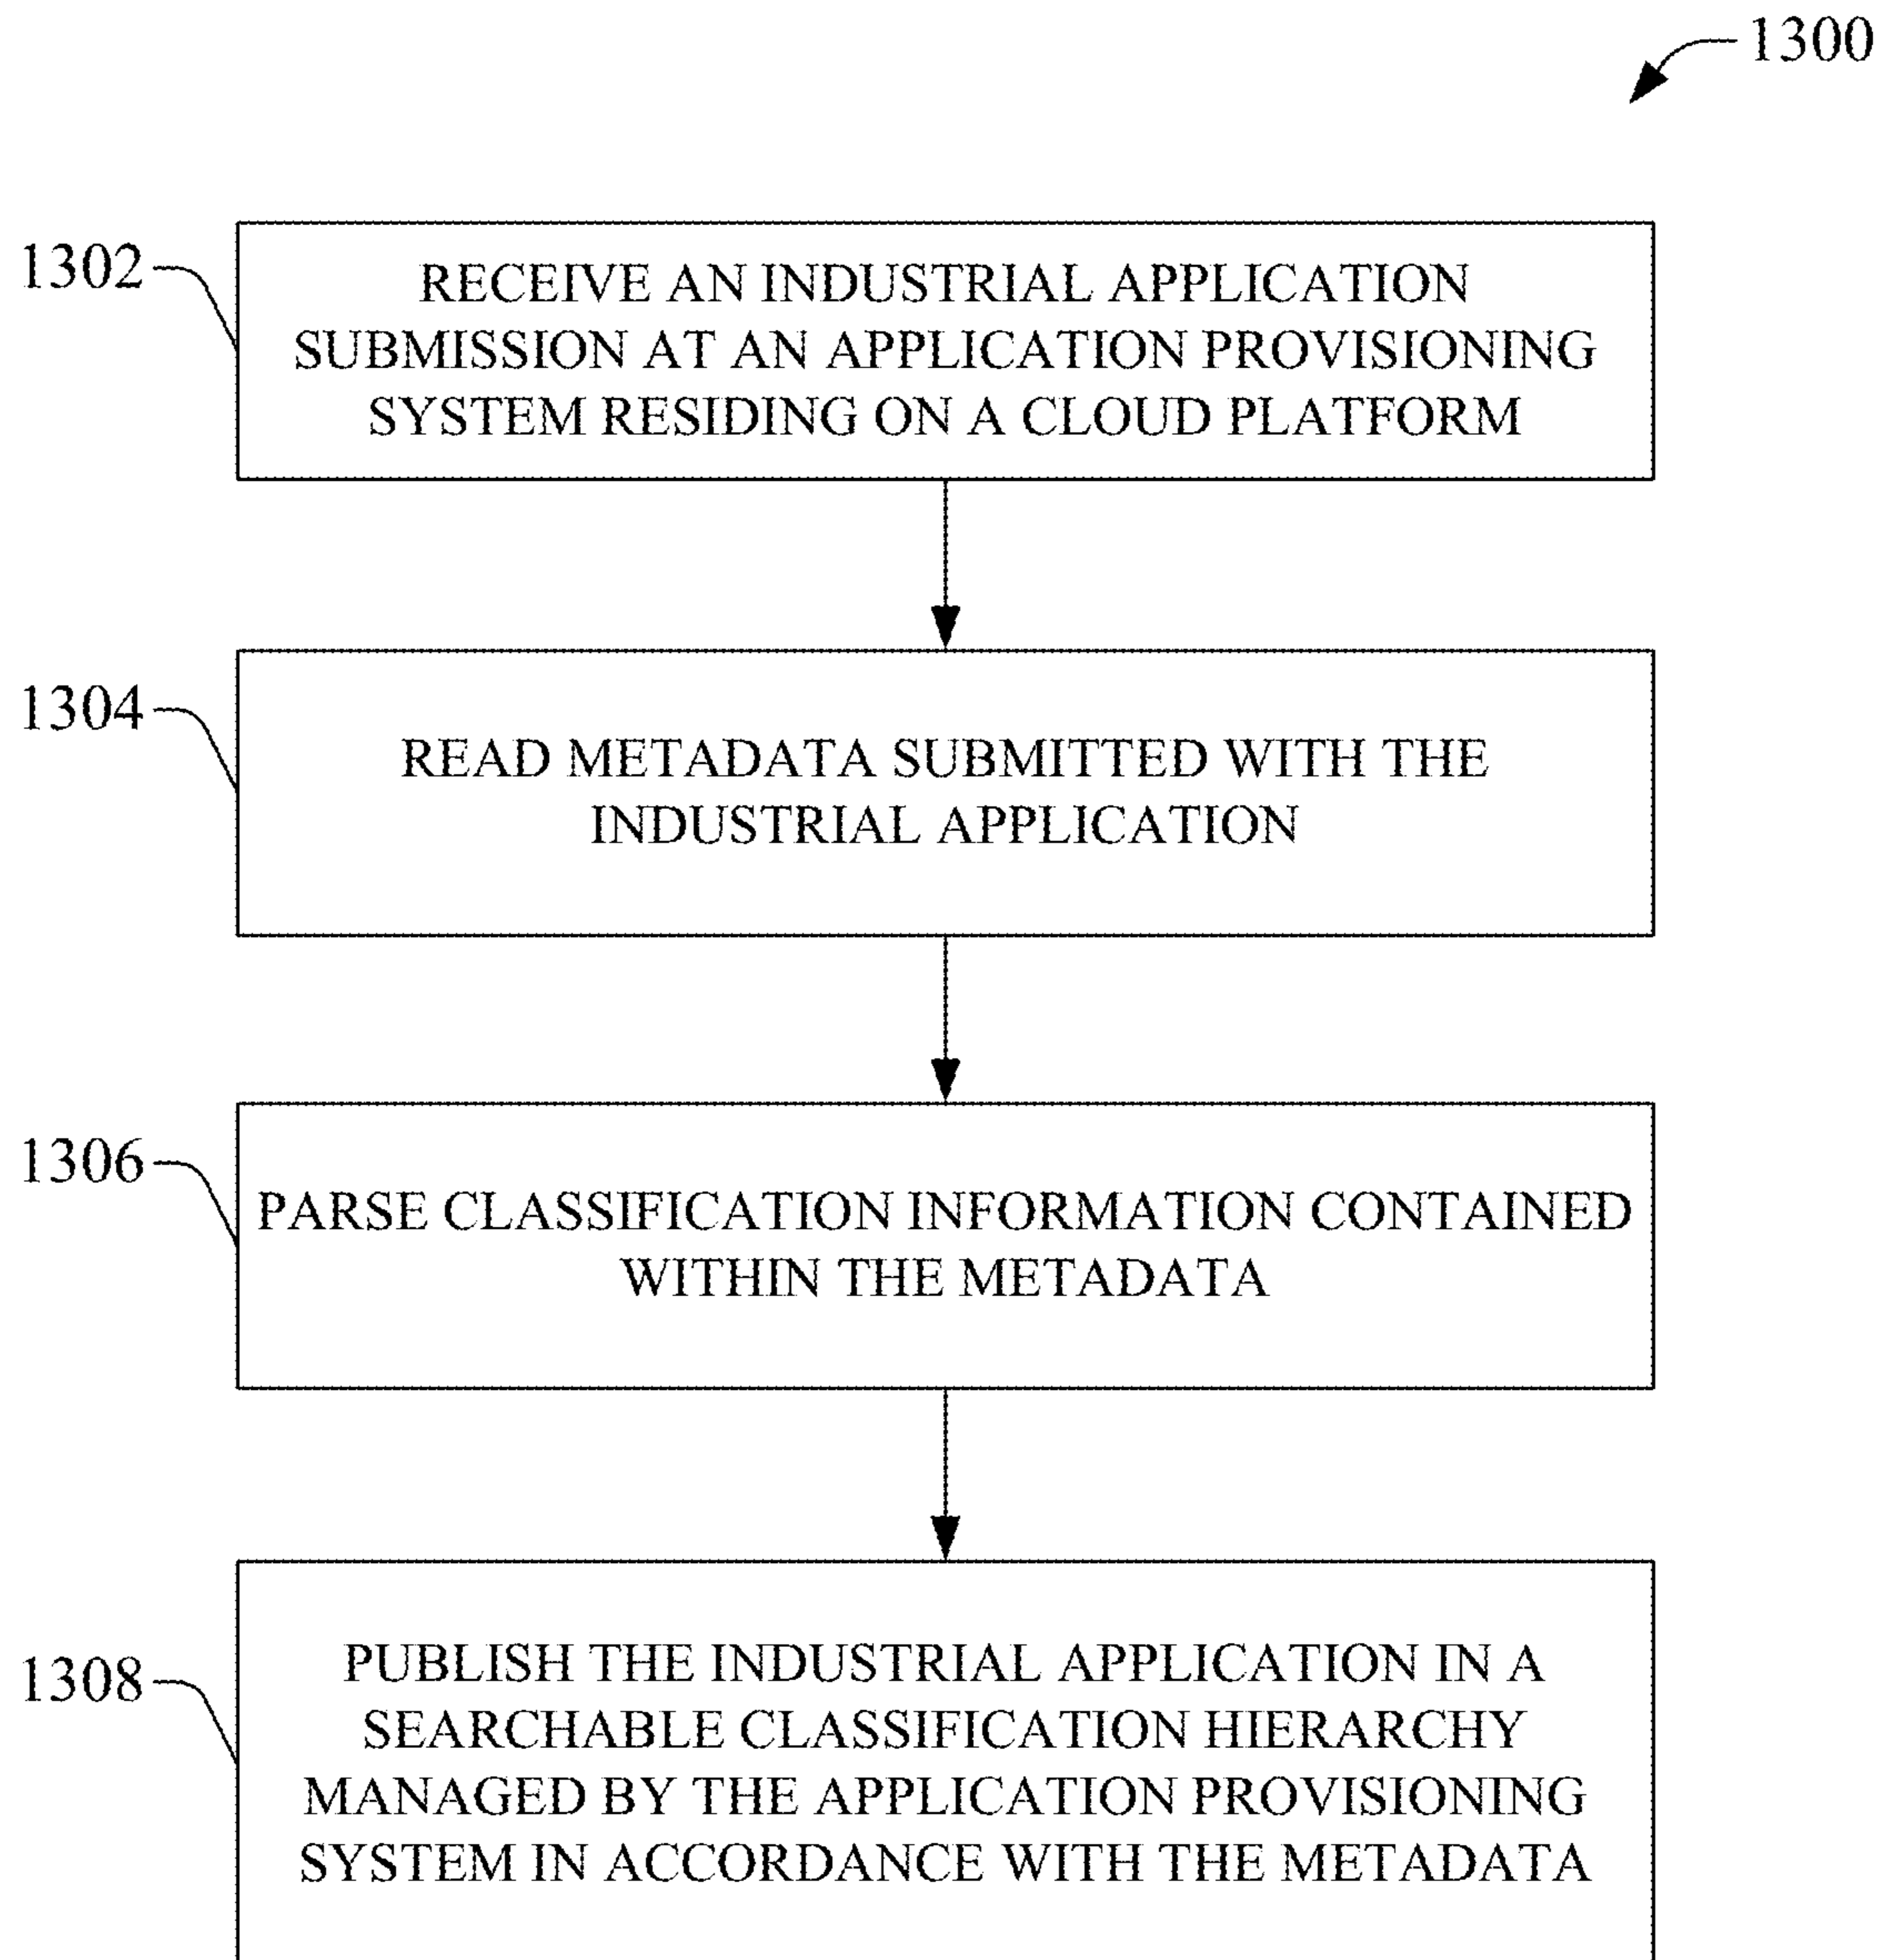 1300
1302
RECEIVE AN INDUSTRIAL APPLICATION
SUBMISSION AT AN APPLICATION PROVISIONING
SYSTEM RESIDING ON A CLOUD PLATFORM
1304
READ METADATA SUBMITTED WITH THE
INDUSTRIAL APPLICATION
1306
PARSE CLASSIFICATION INFORMATION CONTAINED
WITHIN THE METADATA
1308
PUBLISH THE INDUSTRIAL APPLICATION IN A
SEARCHABLE CLASSIFICATION HIERARCHY
MANAGED BY THE APPLICATION PROVISIONING
SYSTEM IN ACCORDANCE WITH THE METADATA